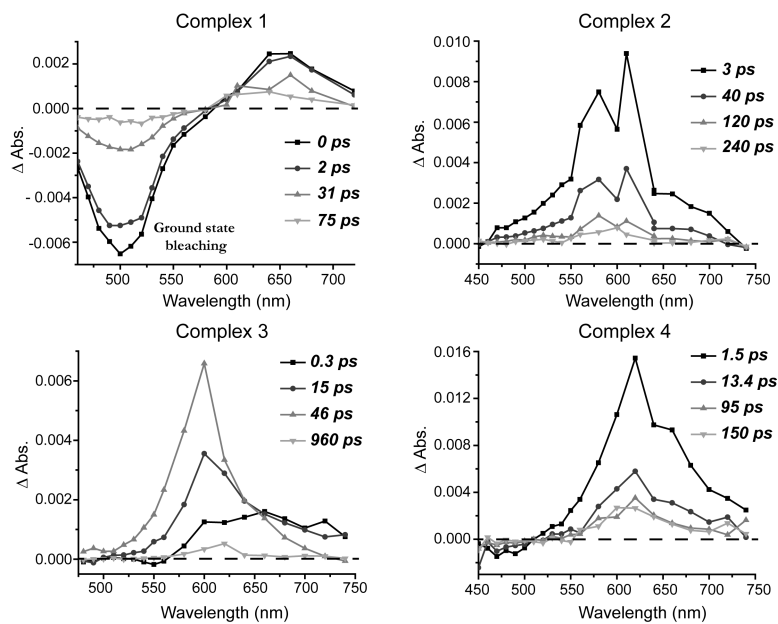 Complex 1
Δ Abs.
0.002
0.000
-0.002
- 0.004
-0.006
0 ps
2 ps
31 ps
75 ps
Ground state
bleaching
500 550 600 650 700
Wavelength (nm)
Complex 2
Δ Abs.
0.010
0.008
0.006
0.004
0.002
0.000
3 ps
40 ps
120 ps
240 ps
450 500 550 600 650 700 750
Wavelength (nm)
Complex 3
Δ Abs.
0.006
0.004
0.002
0.000
0.3 ps
15 ps
46 ps
960 ps
500 550 600 650 700 750
Wavelength (nm)
Complex 4
Δ Abs.
0.016
0.012
0.008
0.004
0.000
1.5 ps
13.4 ps
95 ps
150 ps
450 500 550 600 650 700 750
Wavelength (nm)